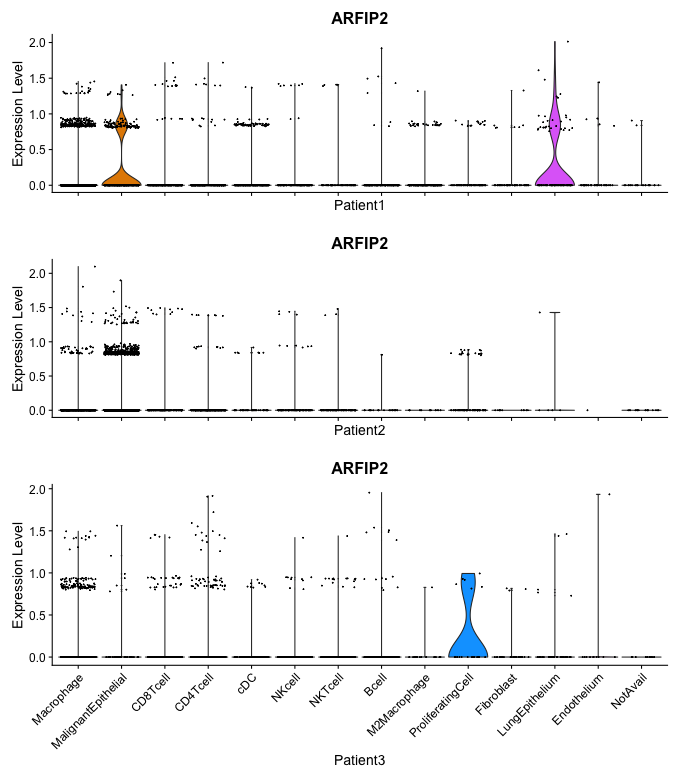 ARFIP2
Expression Level
2.0
1.5
1.0
0.5
0.0
Patient1
ARFIP2
Expression Level
2.0
1.5
1.0
0.5
0.0
Patient2
ARFIP2
Expression Level
2.0
1.5
1.0
0.5
0.0
Macrophage
MalignantEpithelial
CD8Tcell
CD4Tcell
cDC
NKcell
NKTcell
Bcell
M2Macrophage
ProliferatingCell
Fibroblast
LungEpithelium
Endothelium
NotAvail
Patient3